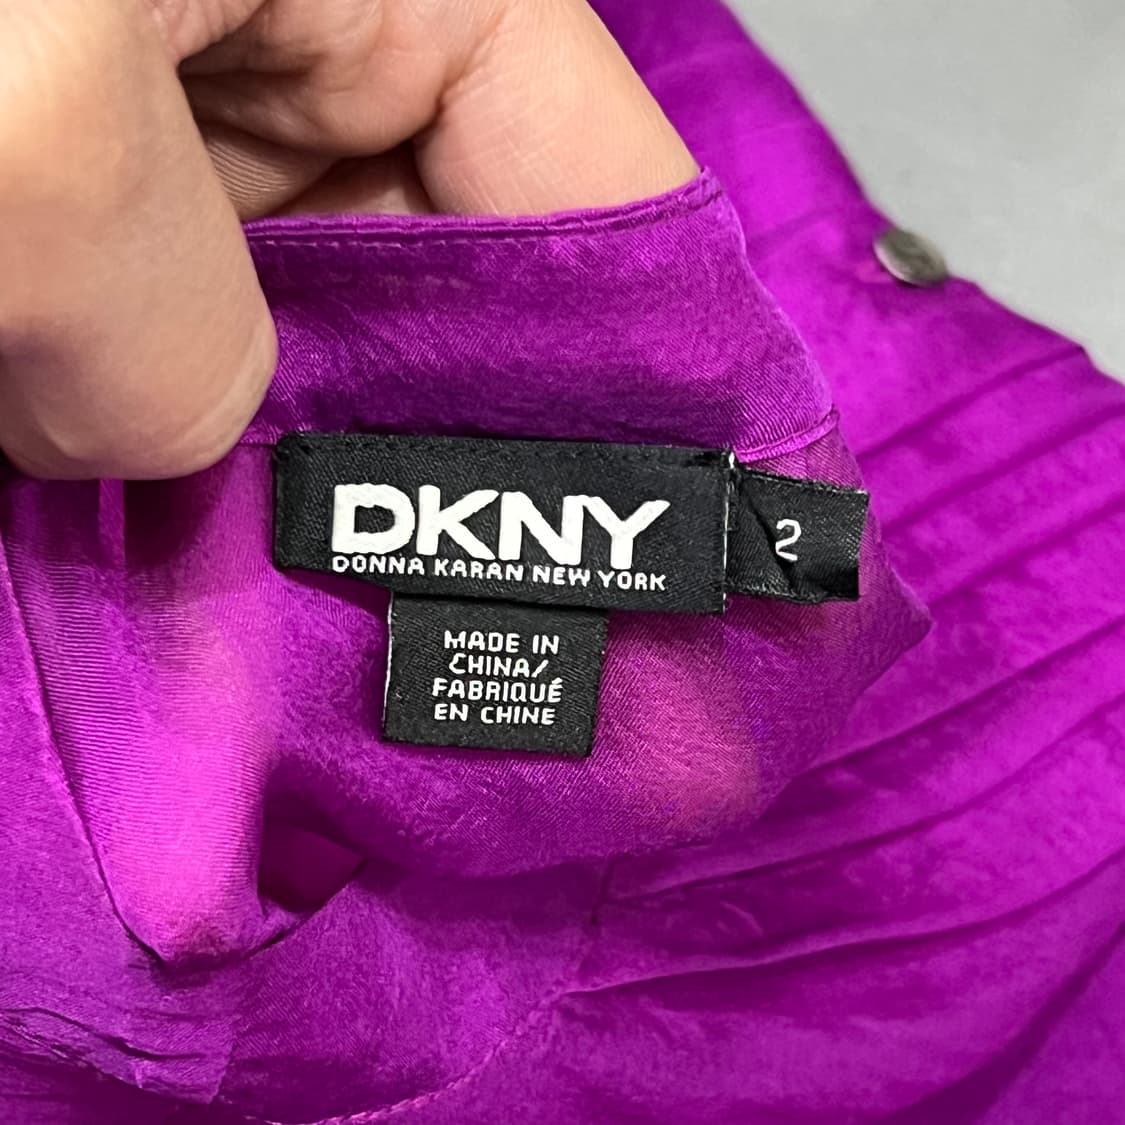 DKNY
DONNA KARAN NEW YORK
2
MADE IN
CHINA/
FABRIQUÉ
EN CHINE